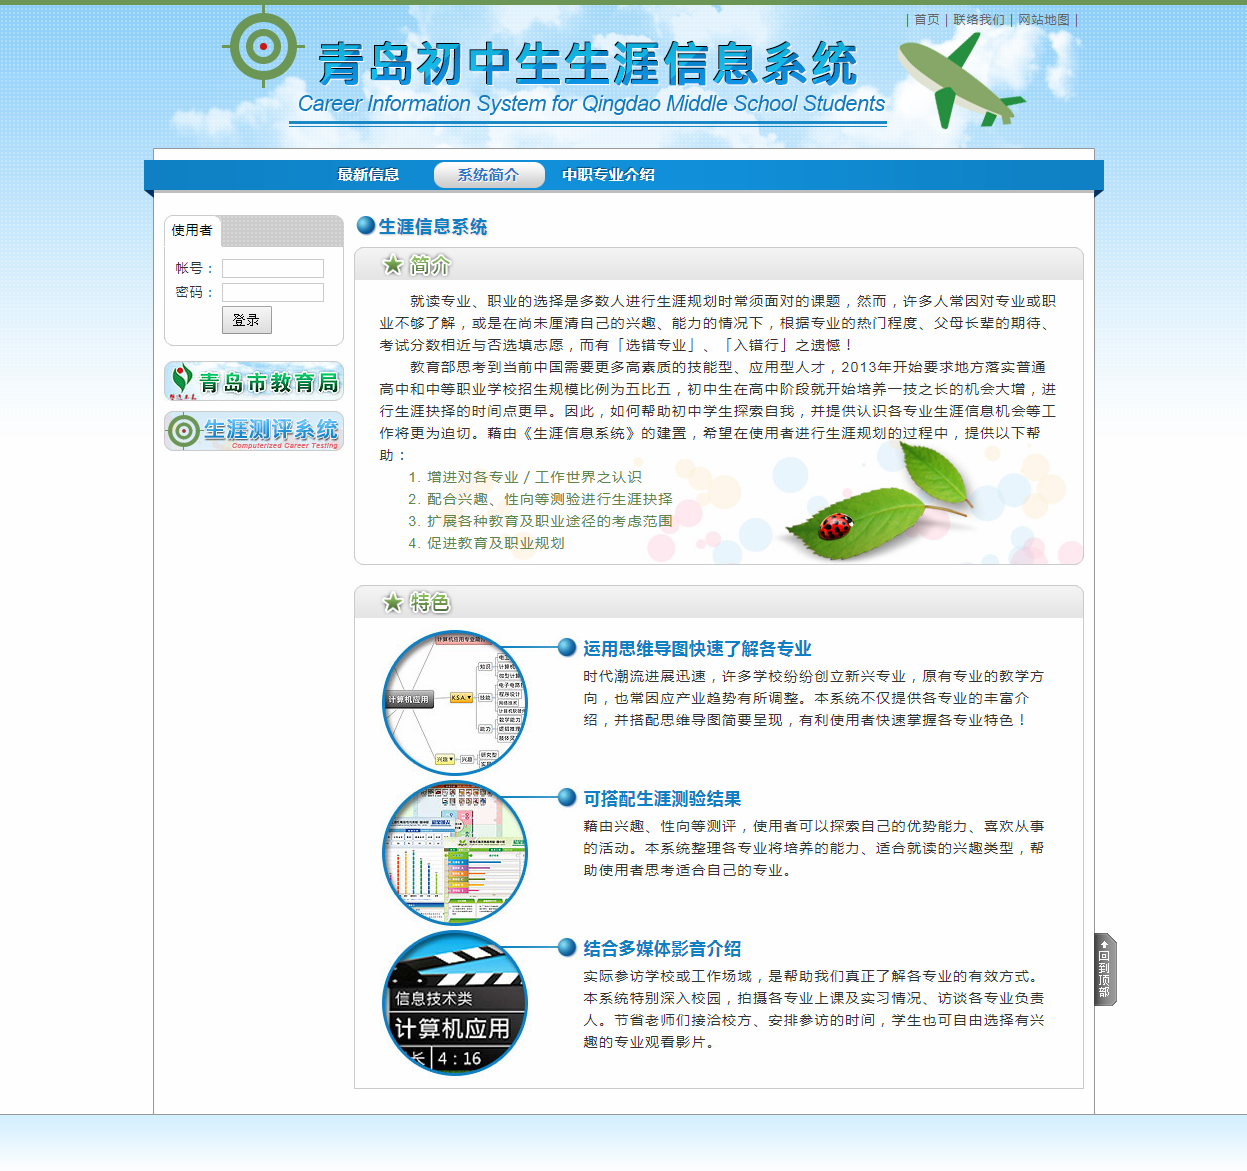 | 首页 | 联络我们 | 网站地图 |
青岛初中生生涯信息系统
Career Information System for Qingdao Middle School Students
最新信息
系统简介
中职专业介绍
使用者
帐号：
密码：
登录
青岛市教育局
生涯测评系统
Computerized Career Testing
生涯信息系统
简介
就读专业、职业的选择是多数人进行生涯规划时常须面对的课题，然而，许多人常因对专业或职
业不够了解，或是在尚未厘清自己的兴趣、能力的情况下，根据专业的热门程度、父母长辈的期待、
考试分数相近与否选填志愿，而有「选错专业」、「入错行」之遗憾！
教育部思考到当前中国需要更多高素质的技能型、应用型人才，2013年开始要求地方落实普通
高中和中等职业学校招生规模比例为五比五，初中生在高中阶段就开始培养一技之长的机会大增，进
行生涯抉择的时间点更早。因此，如何帮助初中学生探索自我，并提供认识各专业生涯信息机会等工
作将更为迫切。藉由《生涯信息系统》的建置，希望在使用者进行生涯规划的过程中，提供以下帮
助：
1. 增进对各专业 / 工作世界之认识
2. 配合兴趣、性向等测验进行生涯抉择
3. 扩展各种教育及职业途径的考虑范围
4. 促进教育及职业规划
特色
计算机应用
K.S.A.▼
知识
技能
能力
兴趣▼
兴趣
研究型
运用思维导图快速了解各专业
时代潮流进展迅速，许多学校纷纷创立新兴专业，原有专业的教学方
向，也常因应产业趋势有所调整。本系统不仅提供各专业的丰富介
绍，并搭配思维导图简要呈现，有利使用者快速掌握各专业特色！
可搭配生涯测验结果
藉由兴趣、性向等测评，使用者可以探索自己的优势能力、喜欢从事
的活动。本系统整理各专业将培养的能力、适合就读的兴趣类型，帮
助使用者思考适合自己的专业。
信息技术类
计算机应用
长 4：16
结合多媒体影音介绍
实际参访学校或工作场域，是帮助我们真正了解各专业的有效方式。
本系统特别深入校园，拍摄各专业上课及实习情况、访谈各专业负责
人。节省老师们接洽校方、安排参访的时间，学生也可自由选择有兴
趣的专业观看影片。
回到顶部